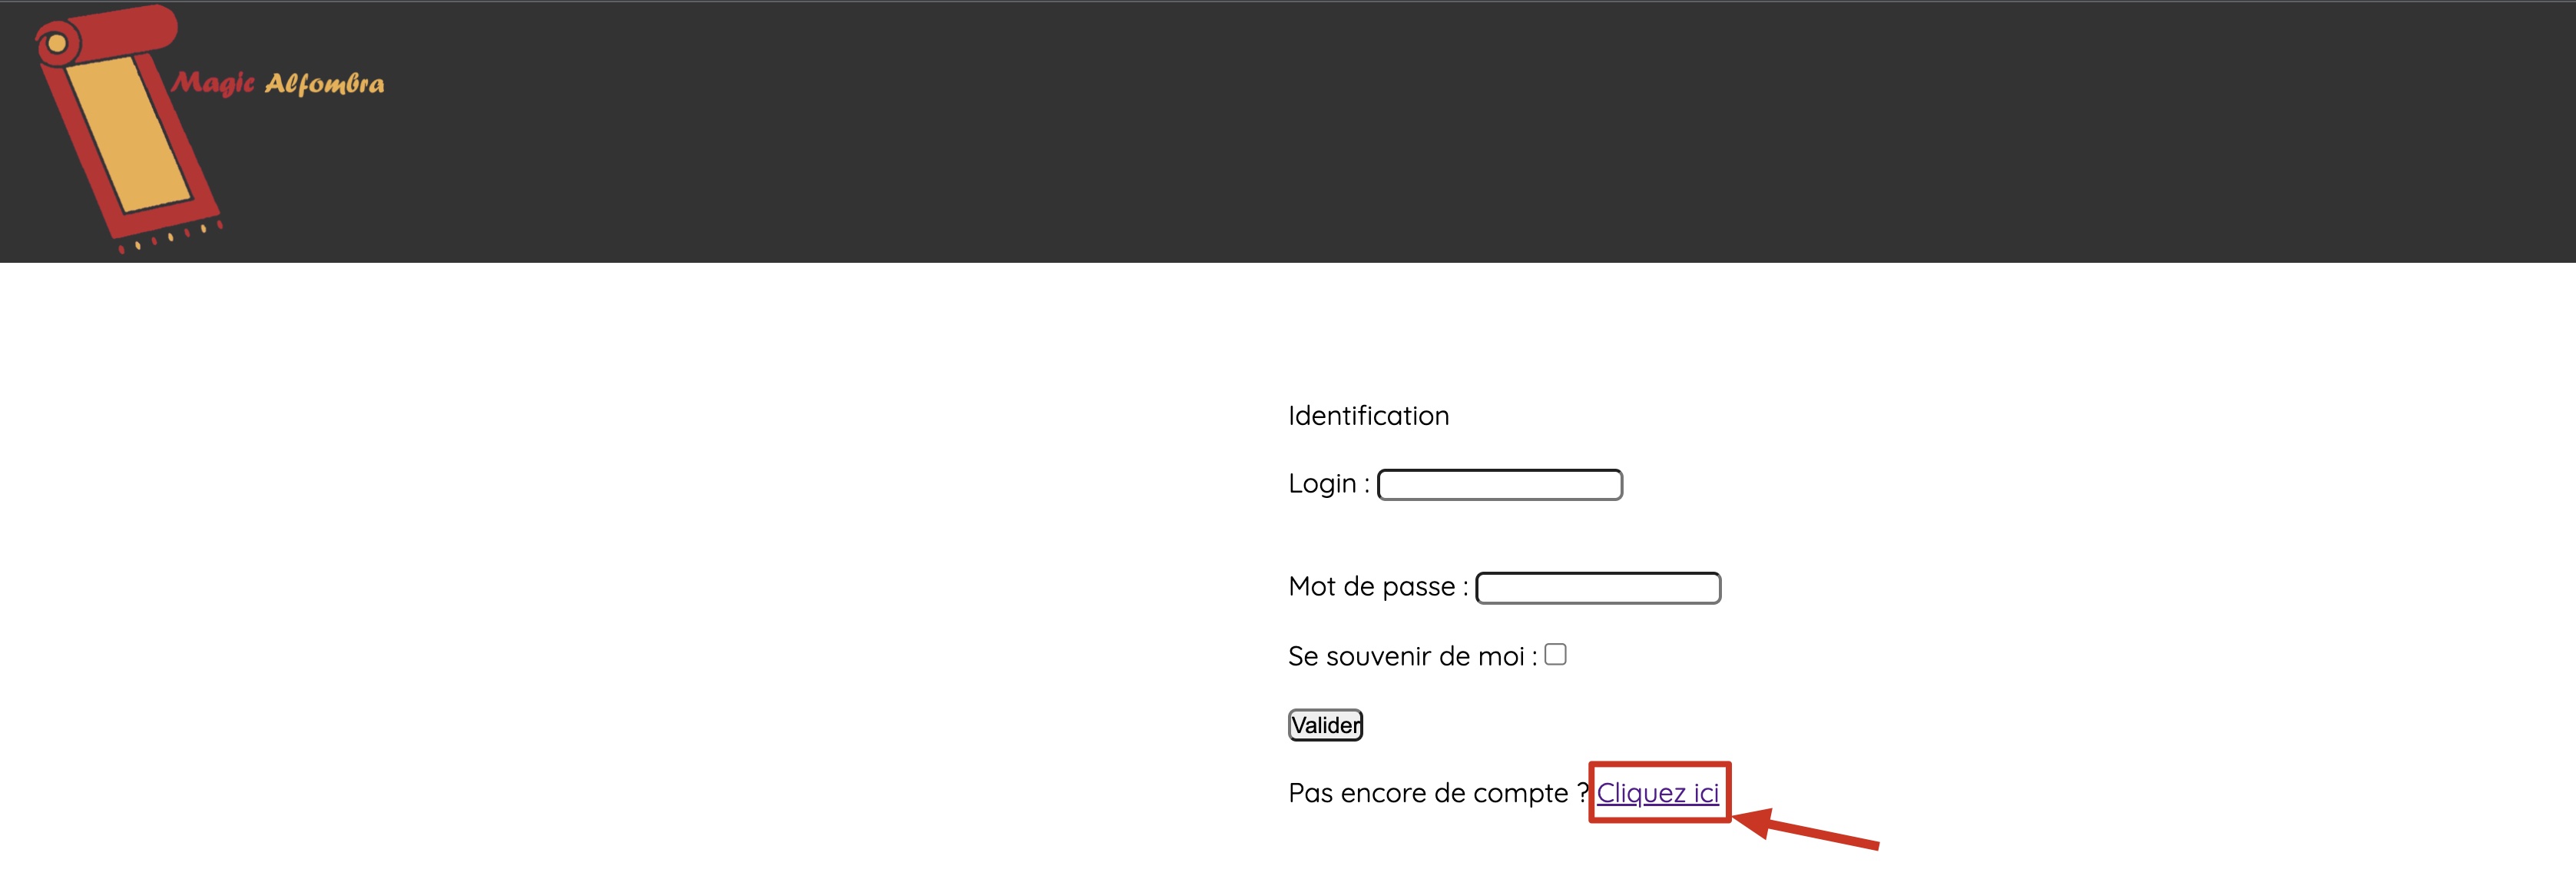 Magic Alfombra
Identification
Login :
Mot de passe :
Se souvenir de moi :
Valider
Pas encore de compte ? Cliquez ici